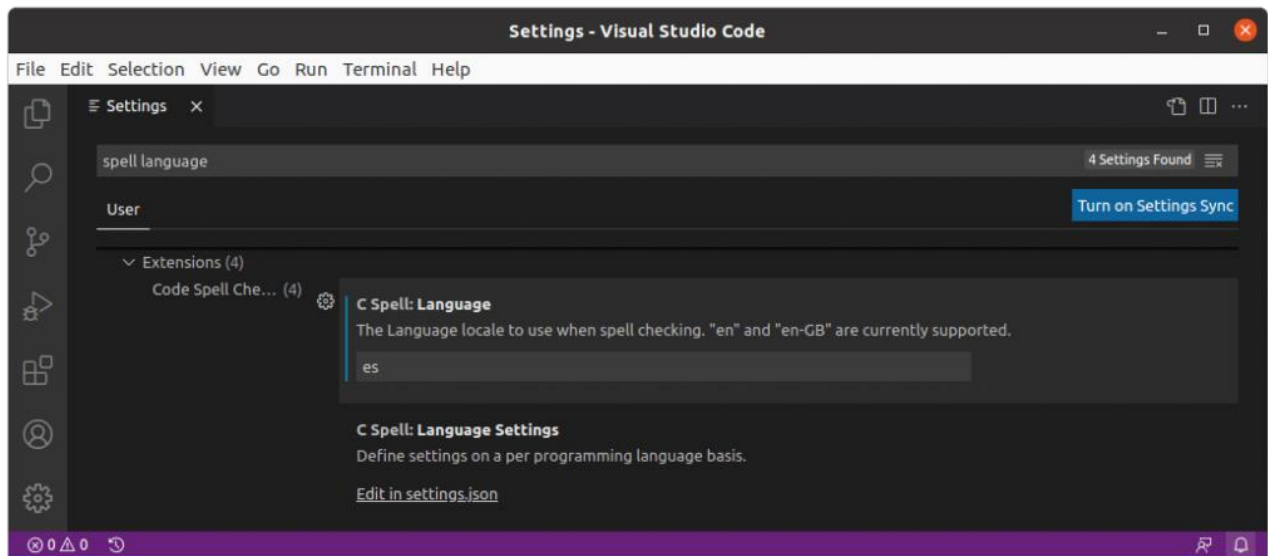 Settings - Visual Studio Code
File Edit Selection View Go Run Terminal Help
Settings
spell language
4 Settings Found
User
Turn on Settings Sync
Extensions (4)
Code Spell Che... (4)
C Spell: Language
The Language locale to use when spell checking. "en" and "en-GB" are currently supported.
es
C Spell: Language Settings
Define settings on a per programming language basis.
Edit in settings.json
0 0